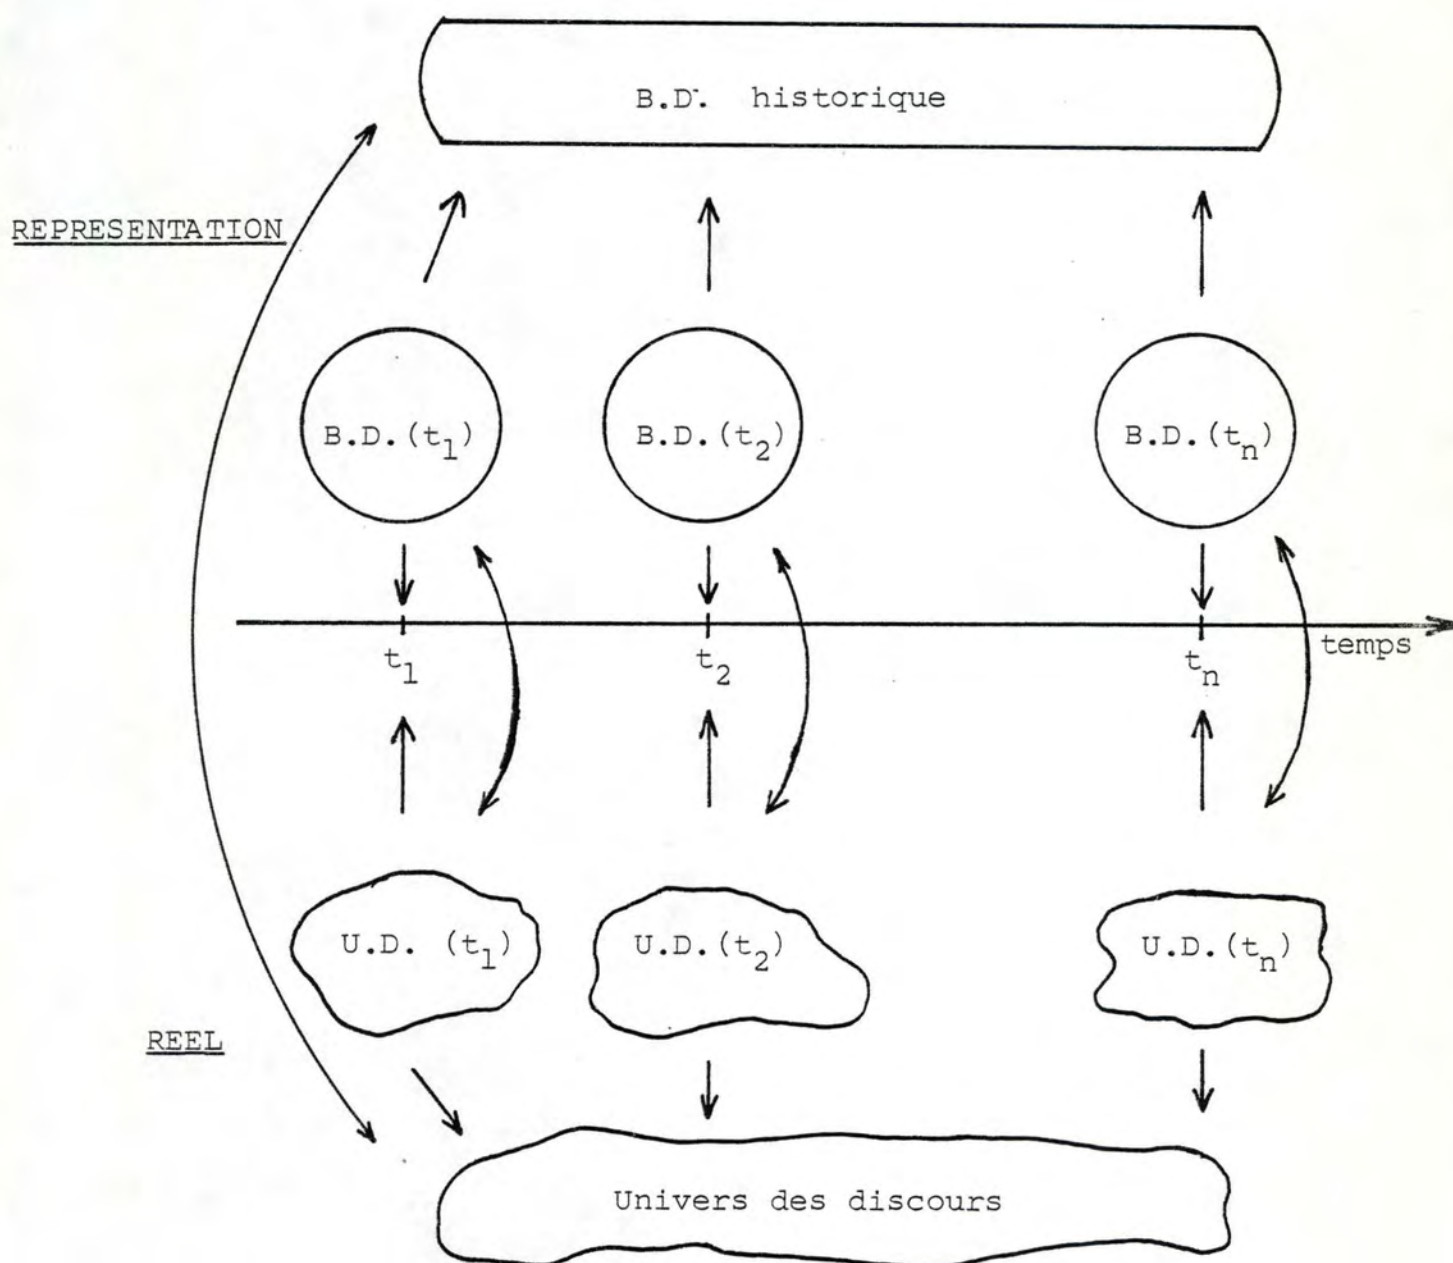 B.D. historique
REPRESENTATION
B.D.(t₁) B.D.(t₂) B.D.(tₙ)
temps
t₁ t₂ tₙ
U.D. (t₁) U.D.(t₂) U.D.(tₙ)
REEL
Univers des discours